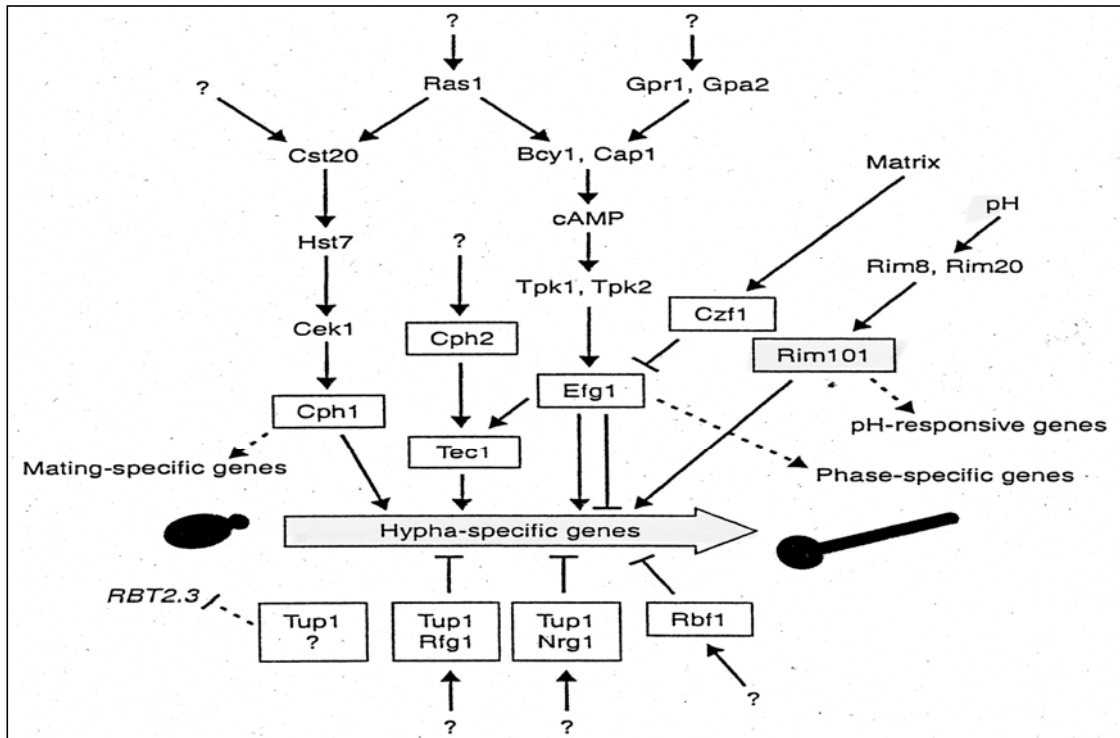 ?
?
?
?
Ras1
Gpr1, Gpa2
Cst20
Bcy1, Cap1
Matrix
cAMP
pH
Hst7
?
Rim8, Rim20
Tpk1, Tpk2
Czf1
Cek1
Cph2
Rim101
Efg1
Cph1
pH-responsive genes
Tec1
Mating-specific genes
Phase-specific genes
Hypha-specific genes
RBT2.3
Tup1
?
Tup1
Rfg1
Tup1
Nrg1
Rbf1
?
?
?